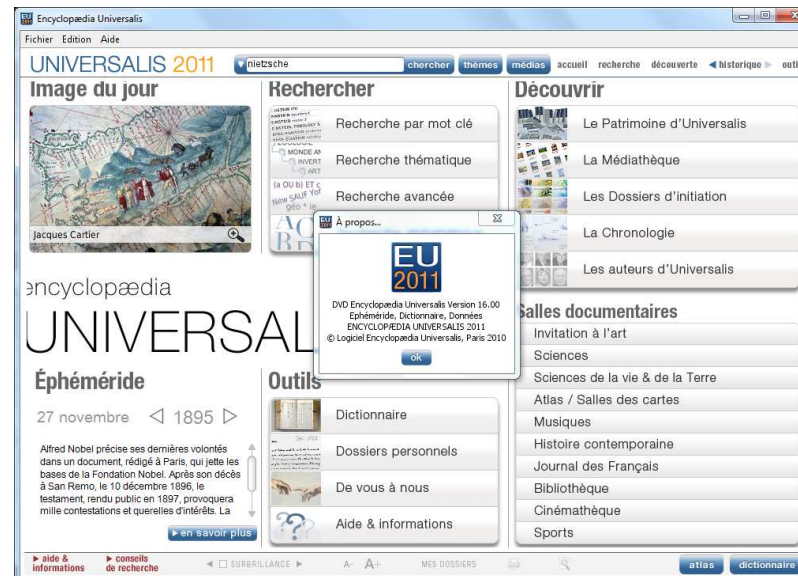 Encyclopædia Universalis
Fichier Edition Aide
UNIVERSALIS 2011
nietzsche
chercher
thèmes
médias
accueil recherche découverte historique outi
Image du jour
Jacques Cartier
Rechercher
Recherche par mot clé
Recherche thématique
Recherche avancée
Découvrir
Le Patrimoine d'Universalis
La Médiathèque
Les Dossiers d'initiation
La Chronologie
Les auteurs d'Universalis
À propos...
EU
2011
DVD Encyclopædia Universalis Version 16.00
Ephéméride, Dictionnaire, Données
ENCYCLOPÆDIA UNIVERSALIS 2011
© Logiciel Encyclopædia Universalis, Paris 2010
ok
encyclopædia
UNIVERSAL
Salles documentaires
Invitation à l'art
Sciences
Sciences de la vie & de la Terre
Atlas / Salles des cartes
Musiques
Histoire contemporaine
Journal des Français
Bibliothèque
Cinémathèque
Sports
Éphéméride
27 novembre 1895
Alfred Nobel précise ses dernières volontés
dans un document, rédigé à Paris, qui jette les
bases de la Fondation Nobel. Après son décès
à San Remo, le 10 décembre 1896, le
testament, rendu public en 1897, provoquera
mille contestations et querelles d'intérêts. La
en savoir plus
Outils
Dictionnaire
Dossiers personnels
De vous à nous
Aide & informations
aide &
informations
conseils
de recherche
SURBRILLANCE
A- A+
MES DOSSIERS
atlas
dictionnaire